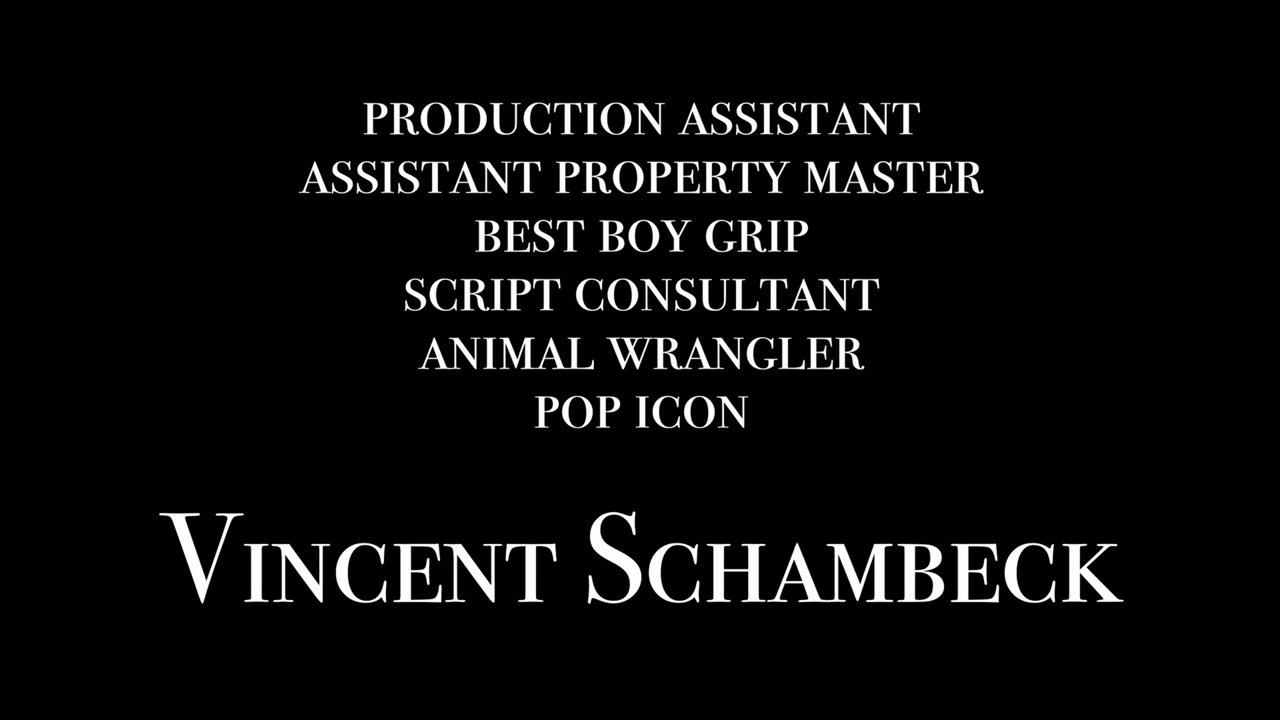 PRODUCTION ASSISTANT
ASSISTANT PROPERTY MASTER
BEST BOY GRIP
SCRIPT CONSULTANT
ANIMAL WRANGLER
POP ICON
VINCENT SCHAMBECK